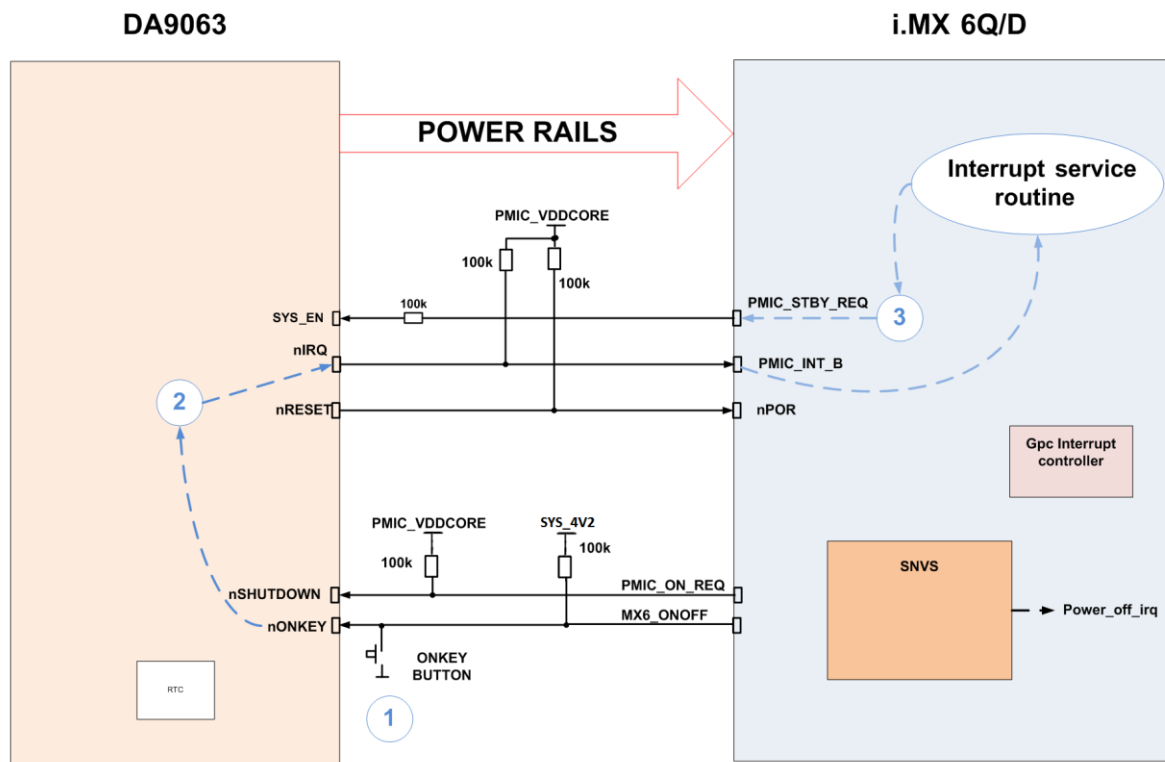 DA9063
i.MX 6Q/D
POWER RAILS
Interrupt service
routine
PMIC_VDDCORE
100k
100k
100k
SYS_EN
PMIC_STBY_REQ
3
nIRQ
PMIC_INT_B
2
nRESET
nPOR
Gpc Interrupt
controller
PMIC_VDDCORE
SYS_4V2
100k
100k
SNVS
nSHUTDOWN
PMIC_ON_REQ
Power_off_irq
nONKEY
MX6_ONOFF
ONKEY
BUTTON
RTC
1